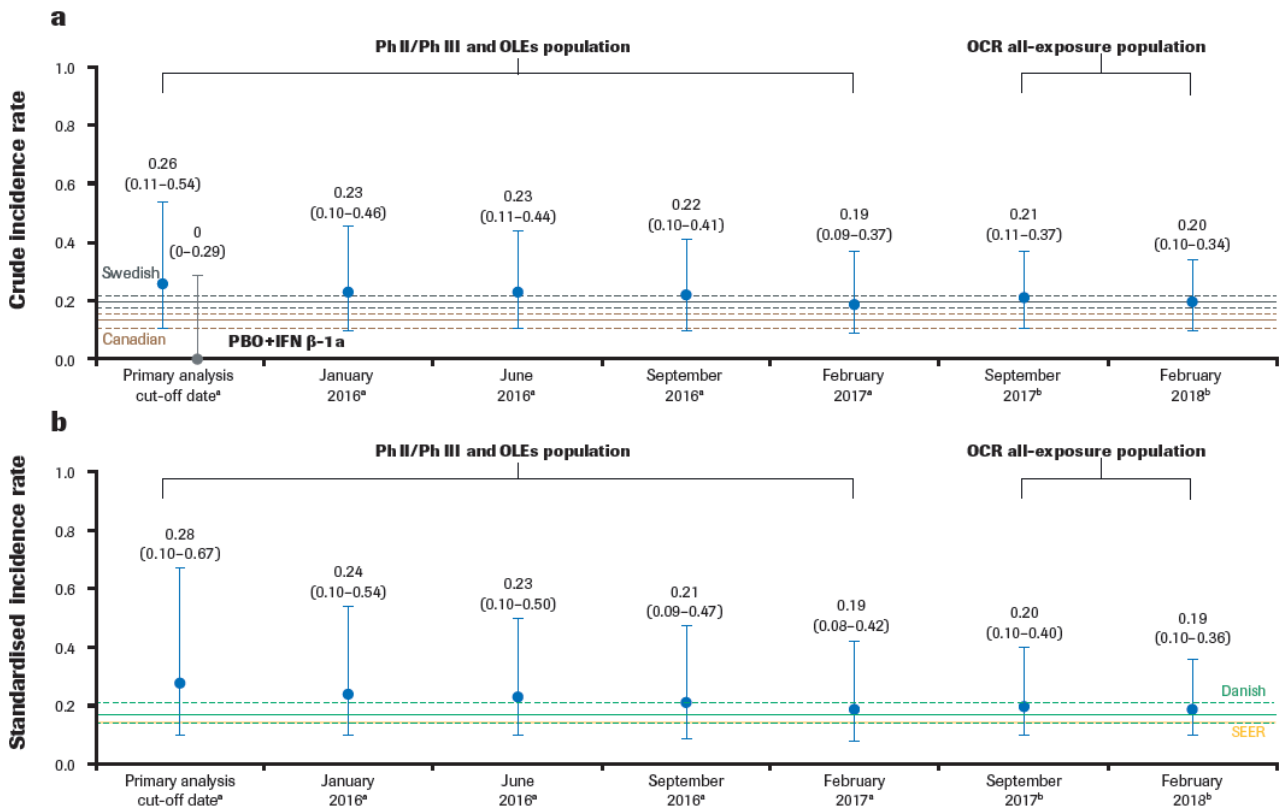 a
Ph II/Ph III and OLEs population
OCR all-exposure population
Crude incidence rate
1.0
0.8
0.6
0.4
0.2
0.0
0.26
(0.11–0.54)
0
(0–0.29)
0.23
(0.10–0.46)
0.23
(0.11–0.44)
0.22
(0.10–0.41)
0.19
(0.09–0.37)
0.21
(0.11–0.37)
0.20
(0.10–0.34)
Swedish
Canadian
PBO+IFN β-1a
Primary analysis
cut-off dateᵃ
January
2016ᵃ
June
2016ᵃ
September
2016ᵃ
February
2017ᵃ
September
2017ᵇ
February
2018ᵇ
b
Ph II/Ph III and OLEs population
OCR all-exposure population
Standardised incidence rate
1.0
0.8
0.6
0.4
0.2
0.0
0.28
(0.10–0.67)
0.24
(0.10–0.54)
0.23
(0.10–0.50)
0.21
(0.09–0.47)
0.19
(0.08–0.42)
0.20
(0.10–0.40)
0.19
(0.10–0.36)
Danish
SEER
Primary analysis
cut-off dateᵃ
January
2016ᵃ
June
2016ᵃ
September
2016ᵃ
February
2017ᵃ
September
2017ᵇ
February
2018ᵇ